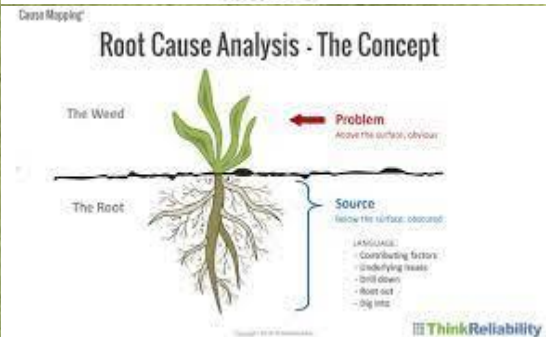 Cause Mapping®
Root Cause Analysis - The Concept
The Weed
Problem
Above the surface, obvious
The Root
Source
Below the surface, obscured
LANGUAGE:
- Contributing factors
- Underlying issues
- Drill down
- Root out
- Dig into
ThinkReliability